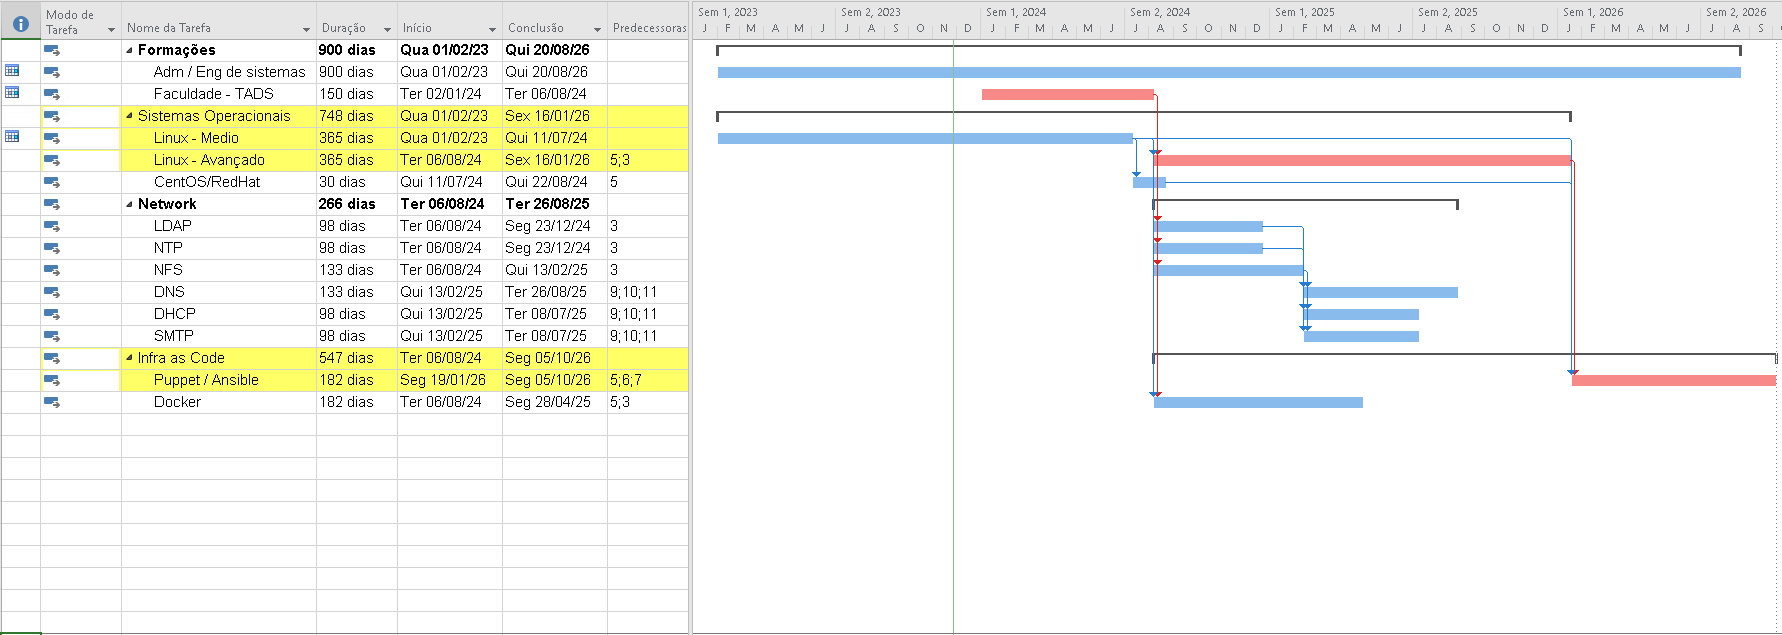 Modo de Tarefa Nome da Tarefa Duração Início Conclusão Predecessoras
Formações 900 dias Qua 01/02/23 Qui 20/08/26
Adm / Eng de sistemas 900 dias Qua 01/02/23 Qui 20/08/26
Faculdade - TADS 150 dias Ter 02/01/24 Ter 06/08/24
Sistemas Operacionais 748 dias Qua 01/02/23 Sex 16/01/26
Linux - Medio 365 dias Qua 01/02/23 Qui 11/07/24
Linux - Avançado 365 dias Ter 06/08/24 Sex 16/01/26 5;3
CentOS/RedHat 30 dias Qui 11/07/24 Qui 22/08/24 5
Network 266 dias Ter 06/08/24 Ter 26/08/25
LDAP 98 dias Ter 06/08/24 Seg 23/12/24 3
NTP 98 dias Ter 06/08/24 Seg 23/12/24 3
NFS 133 dias Ter 06/08/24 Qui 13/02/25 3
DNS 133 dias Qui 13/02/25 Ter 26/08/25 9;10;11
DHCP 98 dias Qui 13/02/25 Ter 08/07/25 9;10;11
SMTP 98 dias Qui 13/02/25 Ter 08/07/25 9;10;11
Infra as Code 547 dias Ter 06/08/24 Seg 05/10/26
Puppet / Ansible 182 dias Seg 19/01/26 Seg 05/10/26 5;6;7
Docker 182 dias Ter 06/08/24 Seg 28/04/25 5;3
Sem 1, 2023 Sem 2, 2023 Sem 1, 2024 Sem 2, 2024 Sem 1, 2025 Sem 2, 2025 Sem 1, 2026 Sem 2, 2026
J F M A M J J A S O N D J F M A M J J A S O N D J F M A M J J A S O N D J F M A M J J A S